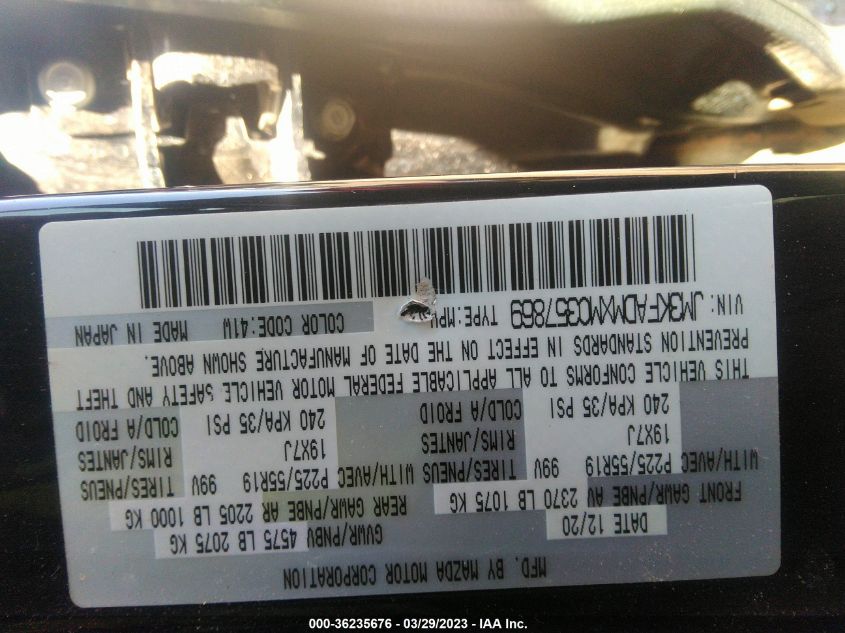 MFD. BY MAZDA MOTOR CORPORATION
DATE 12/20 GVWR/PNBV 4575 LB 2075 KG
FRONT GAWR/PNBE AV 2370 LB 1075 KG REAR GAWR/PNBE AR 2205 LB 1000 KG
WITH/AVEC P225/55R19 99V TIRES/PNEUS WITH/AVEC P225/55R19 99V TIRES/PNEUS
19X7J RIMS/JANTES 19X7J RIMS/JANTES
240 KPA/35 PSI COLD/A FROID 240 KPA/35 PSI COLD/A FROID
THIS VEHICLE CONFORMS TO ALL APPLICABLE FEDERAL MOTOR VEHICLE SAFETY AND THEFT
PREVENTION STANDARDS IN EFFECT ON THE DATE OF MANUFACTURE SHOWN ABOVE.
VIN: JM3KFADMXM0357869 TYPE:MPV COLOR CODE:41W MADE IN JAPAN
000-36235676 - 03/29/2023 - IAA Inc.